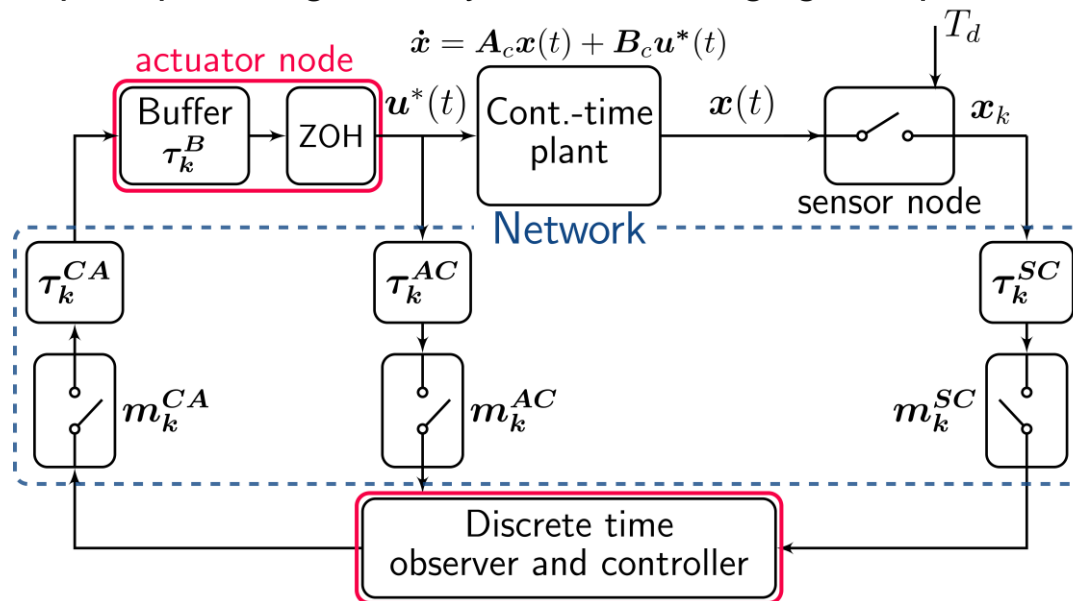 ẋ = A_c x(t) + B_c u*(t)
T_d
actuator node
Buffer
τ_k^B
ZOH
u*(t)
Cont.-time
plant
x(t)
x_k
sensor node
Network
τ_k^{CA}
τ_k^{AC}
τ_k^{SC}
m_k^{CA}
m_k^{AC}
m_k^{SC}
Discrete time
observer and controller